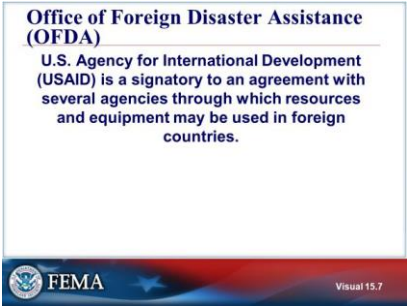 Office of Foreign Disaster Assistance
(OFDA)
U.S. Agency for International Development
(USAID) is a signatory to an agreement with
several agencies through which resources
and equipment may be used in foreign
countries.
FEMA
Visual 15.7